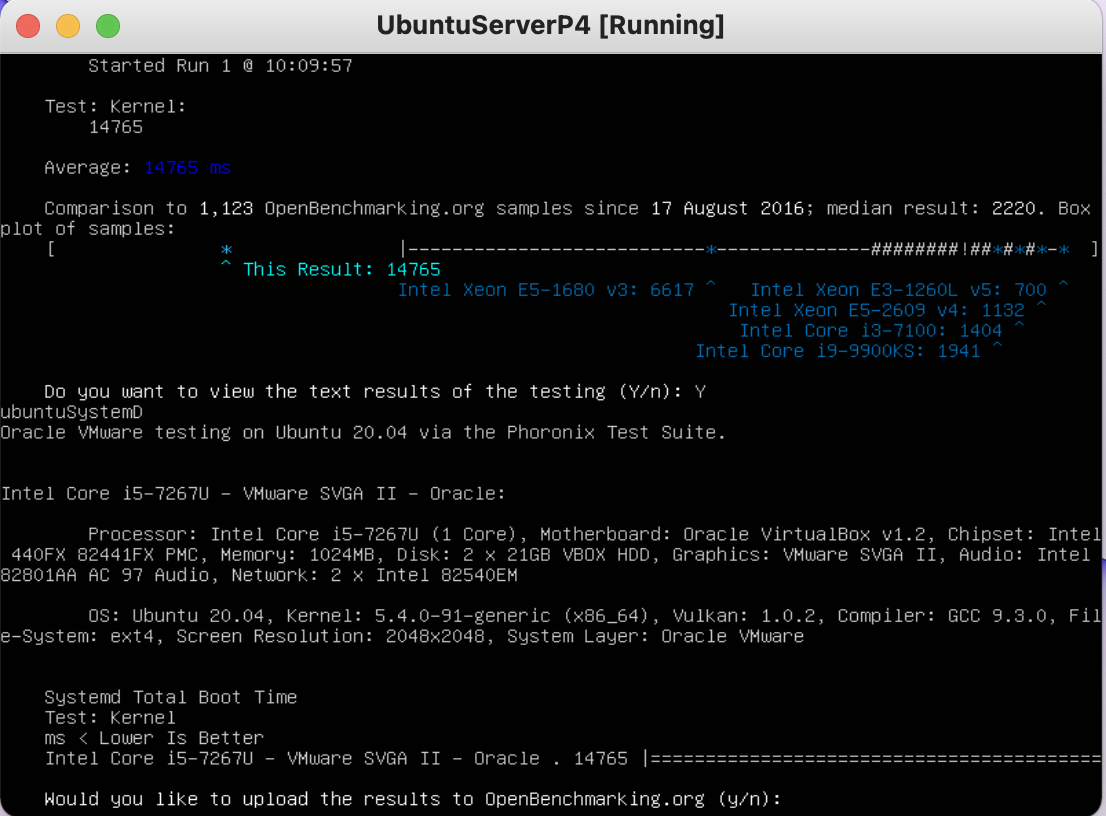 UbuntuServerP4 [Running]
Started Run 1 @ 10:09:57
Test: Kernel:
14765
Average: 14765 ms
Comparison to 1,123 OpenBenchmarking.org samples since 17 August 2016; median result: 2220. Box
plot of samples:
[ * |---------------------------*--------------########!##*#*#*-* ]
^ This Result: 14765
Intel Xeon E5-1680 v3: 6617 ^ Intel Xeon E3-1260L v5: 700 ^
Intel Xeon E5-2609 v4: 1132 ^
Intel Core i3-7100: 1404 ^
Intel Core i9-9900KS: 1941 ^
Do you want to view the text results of the testing (Y/n): Y
ubuntuSystemD
Oracle VMware testing on Ubuntu 20.04 via the Phoronix Test Suite.
Intel Core i5-7267U - VMware SVGA II - Oracle:
Processor: Intel Core i5-7267U (1 Core), Motherboard: Oracle VirtualBox v1.2, Chipset: Intel
440FX 82441FX PMC, Memory: 1024MB, Disk: 2 x 21GB VBOX HDD, Graphics: VMware SVGA II, Audio: Intel
82801AA AC 97 Audio, Network: 2 x Intel 82540EM
OS: Ubuntu 20.04, Kernel: 5.4.0-91-generic (x86_64), Vulkan: 1.0.2, Compiler: GCC 9.3.0, Fil
e-System: ext4, Screen Resolution: 2048x2048, System Layer: Oracle VMware
Systemd Total Boot Time
Test: Kernel
ms < Lower Is Better
Intel Core i5-7267U - VMware SVGA II - Oracle . 14765 |=========================================
Would you like to upload the results to OpenBenchmarking.org (y/n):